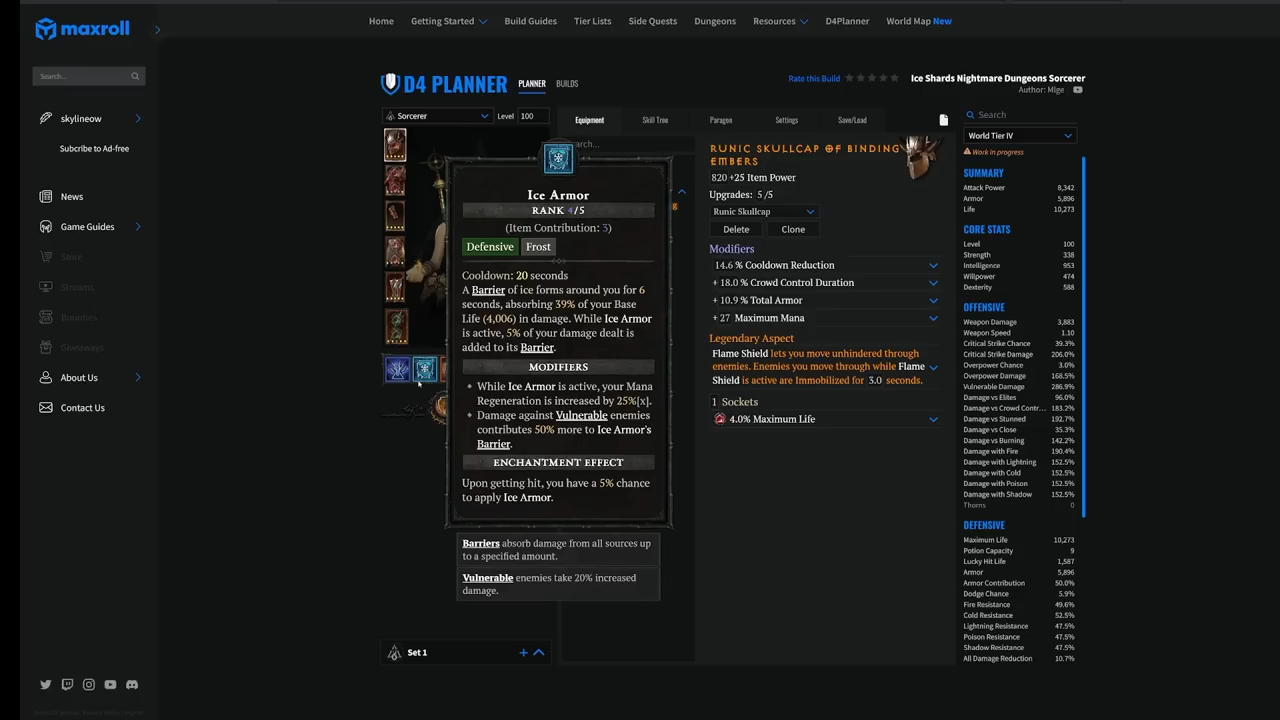 maxroll
Home
Getting Started
Build Guides
Tier Lists
Side Quests
Dungeons
Resources
D4Planner
World Map New
Search...
skylineow
Subcribe to Ad-free
News
Game Guides
Store
Streams
Bounties
Giveaways
About Us
Contact Us
D4 PLANNER
PLANNER
BUILDS
Rate this Build
Ice Shards Nightmare Dungeons Sorcerer
Author: Mlge
Sorcerer
Level 100
Equipment
Skill Tree
Paragon
Settings
Save/Load
arch...
Ice Armor
RANK 4/5
(Item Contribution: 3)
Defensive
Frost
Cooldown: 20 seconds
A Barrier of ice forms around you for 6
seconds, absorbing 39% of your Base
Life (4,006) in damage. While Ice Armor
is active, 5% of your damage dealt is
added to its Barrier.
MODIFIERS
While Ice Armor is active, your Mana
Regeneration is increased by 25%[x].
Damage against Vulnerable enemies
contributes 50% more to Ice Armor's
Barrier.
ENCHANTMENT EFFECT
Upon getting hit, you have a 5% chance
to apply Ice Armor.
Barriers absorb damage from all sources up
to a specified amount.
Vulnerable enemies take 20% increased
damage.
Set 1
RUNIC SKULLCAP OF BINDING
EMBERS
820 +25 Item Power
Upgrades: 5 /5
Runic Skullcap
Delete
Clone
Modifiers
14.6 % Cooldown Reduction
+ 18.0 % Crowd Control Duration
+ 10.9 % Total Armor
+ 27 Maximum Mana
Legendary Aspect
Flame Shield lets you move unhindered through
enemies. Enemies you move through while Flame
Shield is active are Immobilized for 3.0 seconds.
1 Sockets
4.0% Maximum Life
Search
World Tier IV
Work in progress
SUMMARY
Attack Power 8,342
Armor 5,896
Life 10,273
CORE STATS
Level 100
Strength 338
Intelligence 953
Willpower 474
Dexterity 588
OFFENSIVE
Weapon Damage 3,883
Weapon Speed 1.10
Critical Strike Chance 39.3%
Critical Strike Damage 206.0%
Overpower Chance 3.0%
Overpower Damage 168.5%
Vulnerable Damage 286.9%
Damage vs Elites 96.0%
Damage vs Crowd Contr... 183.2%
Damage vs Stunned 192.7%
Damage vs Close 35.3%
Damage vs Burning 142.2%
Damage with Fire 190.4%
Damage with Lightning 152.5%
Damage with Cold 152.5%
Damage with Poison 152.5%
Damage with Shadow 152.5%
Thorns 0
DEFENSIVE
Maximum Life 10,273
Potion Capacity 9
Lucky Hit Life 1,587
Armor 5,896
Armor Contribution 50.0%
Dodge Chance 5.9%
Fire Resistance 49.6%
Cold Resistance 52.5%
Lightning Resistance 47.5%
Poison Resistance 47.5%
Shadow Resistance 47.5%
All Damage Reduction 10.7%